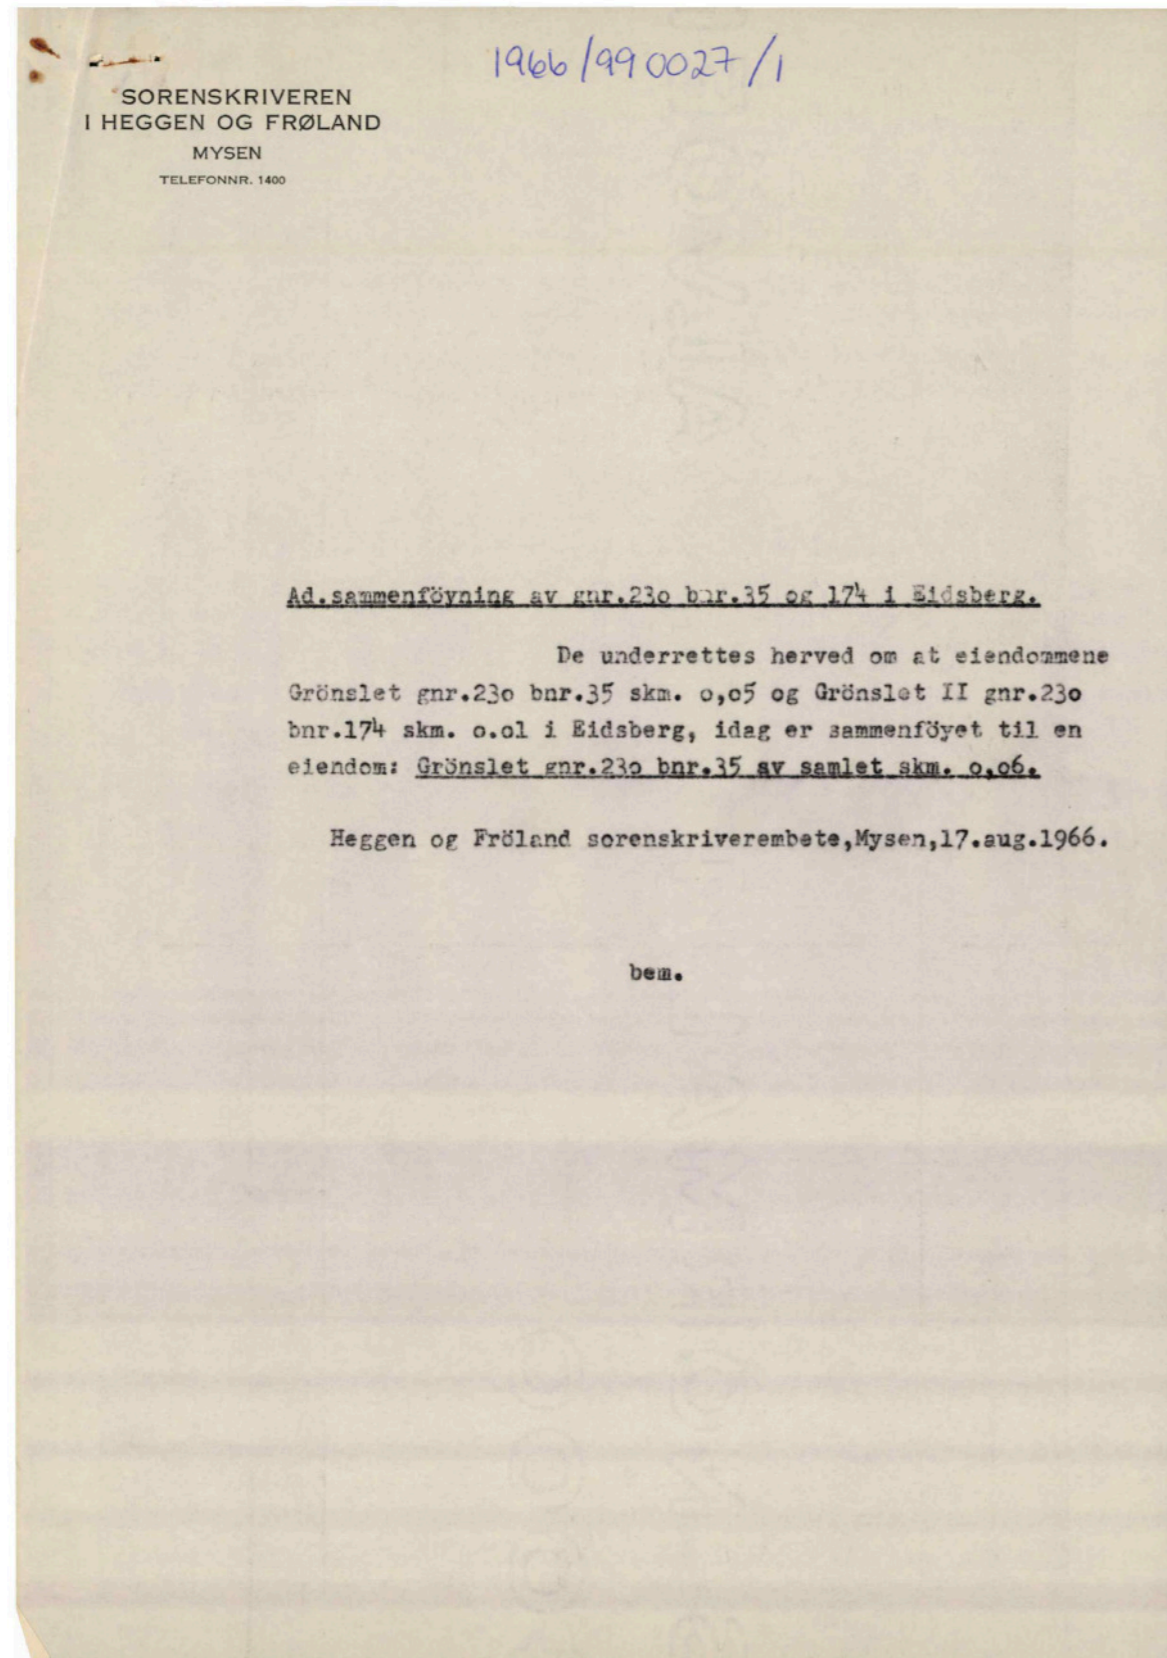 1966/990027/1
SORENSKRIVEREN
I HEGGEN OG FRØLAND
MYSEN
TELEFONNR. 1400
Ad.sammenföyning av gnr.23o bnr.35 og 174 i Eidsberg.
De underrettes herved om at eiendommene
Grönslet gnr.23o bnr.35 skm. o,o5 og Grönslet II gnr.23o
bnr.174 skm. o.ol i Eidsberg, idag er sammenföyet til en
eiendom: Grönslet gnr.23o bnr.35 av samlet skm. o,o6.
Heggen og Fröland sorenskriverembete,Mysen,17.aug.1966.
bem.